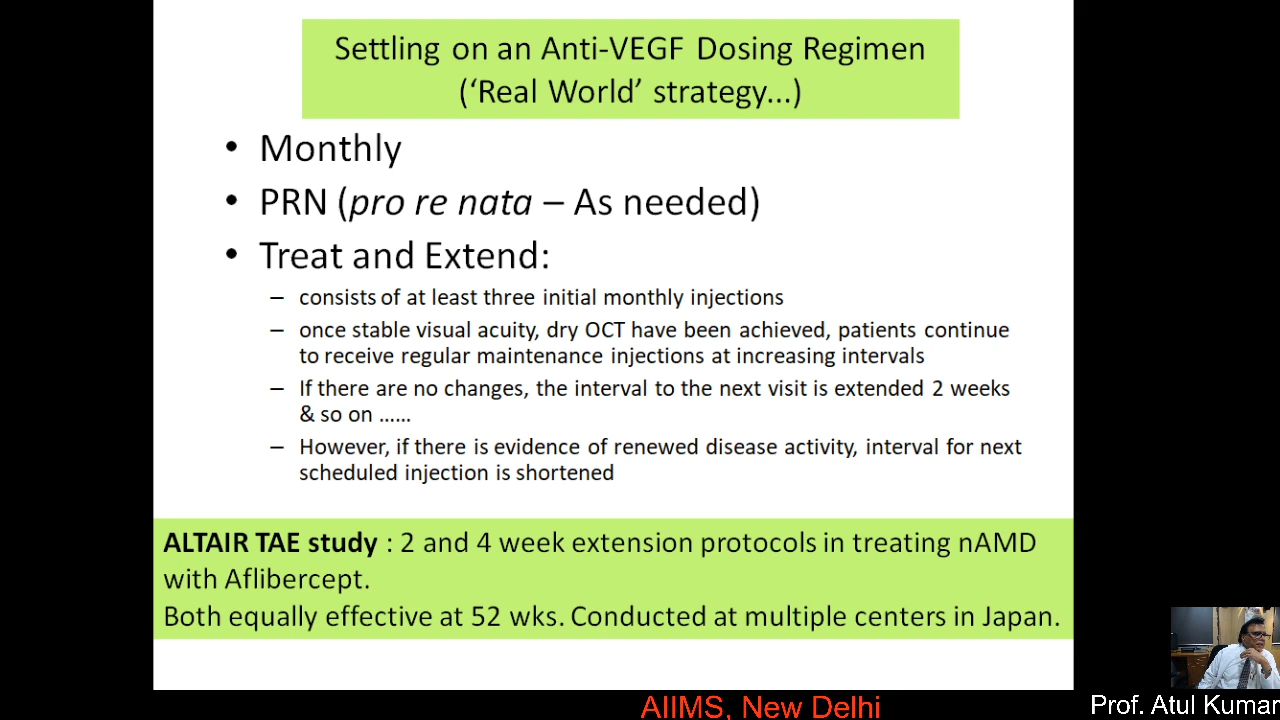 Settling on an Anti-VEGF Dosing Regimen
(‘Real World’ strategy...)
• Monthly
• PRN (pro re nata – As needed)
• Treat and Extend:
– consists of at least three initial monthly injections
– once stable visual acuity, dry OCT have been achieved, patients continue
to receive regular maintenance injections at increasing intervals
– If there are no changes, the interval to the next visit is extended 2 weeks
& so on ......
– However, if there is evidence of renewed disease activity, interval for next
scheduled injection is shortened
ALTAIR TAE study : 2 and 4 week extension protocols in treating nAMD
with Aflibercept.
Both equally effective at 52 wks. Conducted at multiple centers in Japan.
AIIMS, New Delhi
Prof. Atul Kumar